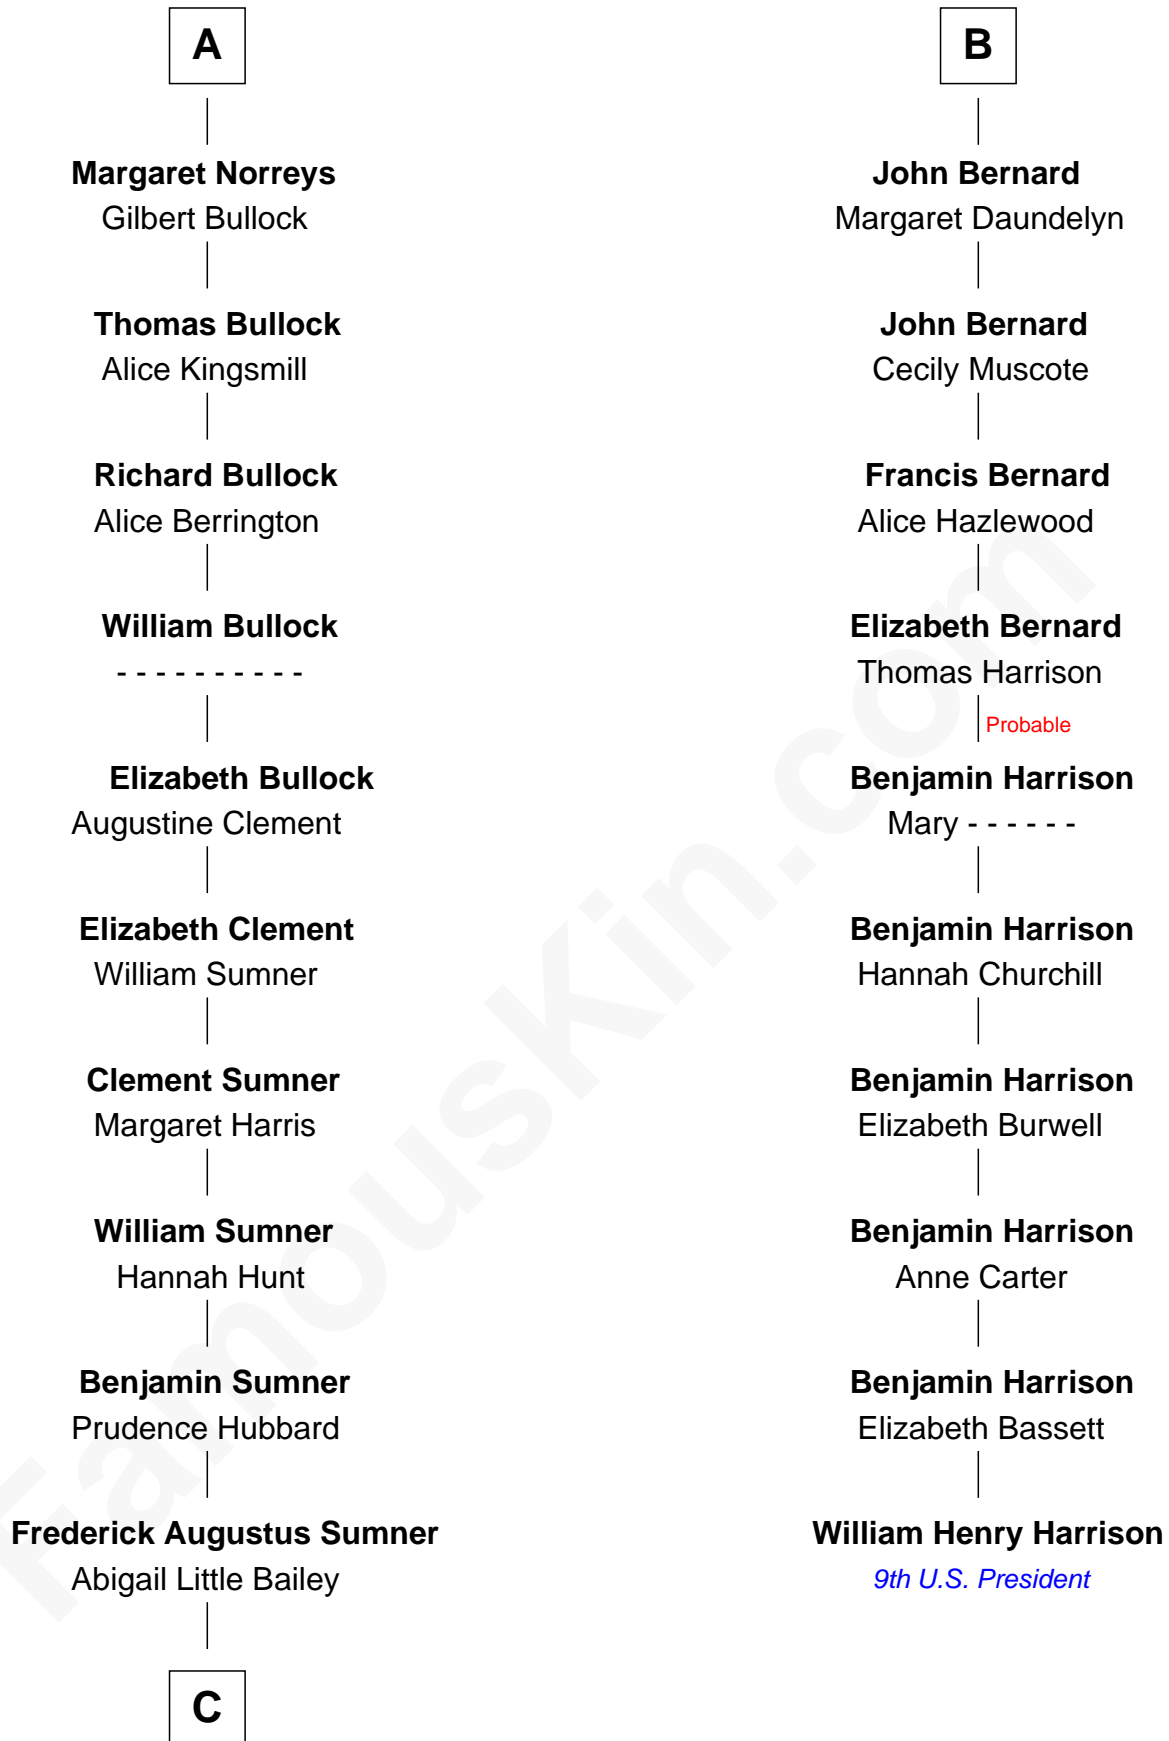 A
Margaret Norreys
Gilbert Bullock
Thomas Bullock
Alice Kingsmill
Richard Bullock
Alice Berrington
William Bullock
- - - - - - - - - -
Elizabeth Bullock
Augustine Clement
Elizabeth Clement
William Sumner
Clement Sumner
Margaret Harris
William Sumner
Hannah Hunt
Benjamin Sumner
Prudence Hubbard
Frederick Augustus Sumner
Abigail Little Bailey
C
B
John Bernard
Margaret Daundelyn
John Bernard
Cecily Muscote
Francis Bernard
Alice Hazlewood
Elizabeth Bernard
Thomas Harrison
Probable
Benjamin Harrison
Mary - - - - - -
Benjamin Harrison
Hannah Churchill
Benjamin Harrison
Elizabeth Burwell
Benjamin Harrison
Anne Carter
Benjamin Harrison
Elizabeth Bassett
William Henry Harrison
9th U.S. President
FamousKin.com